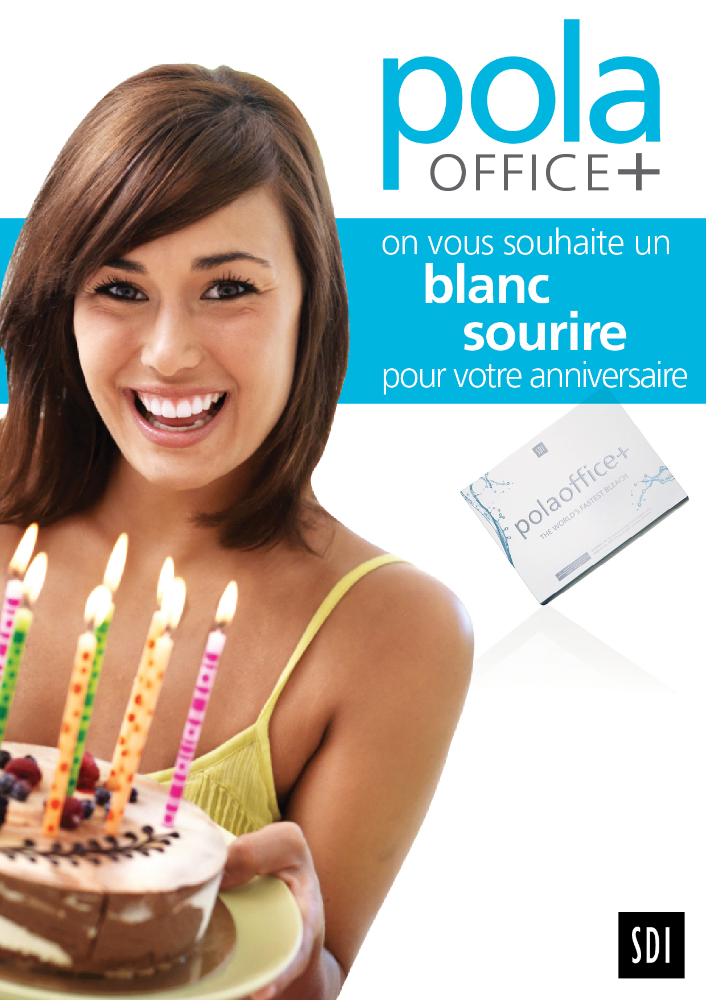 pola
OFFICE+
on vous souhaite un
blanc
sourire
pour votre anniversaire
SDI
polaoffice+
THE WORLD'S FASTEST BLEACH
SDI